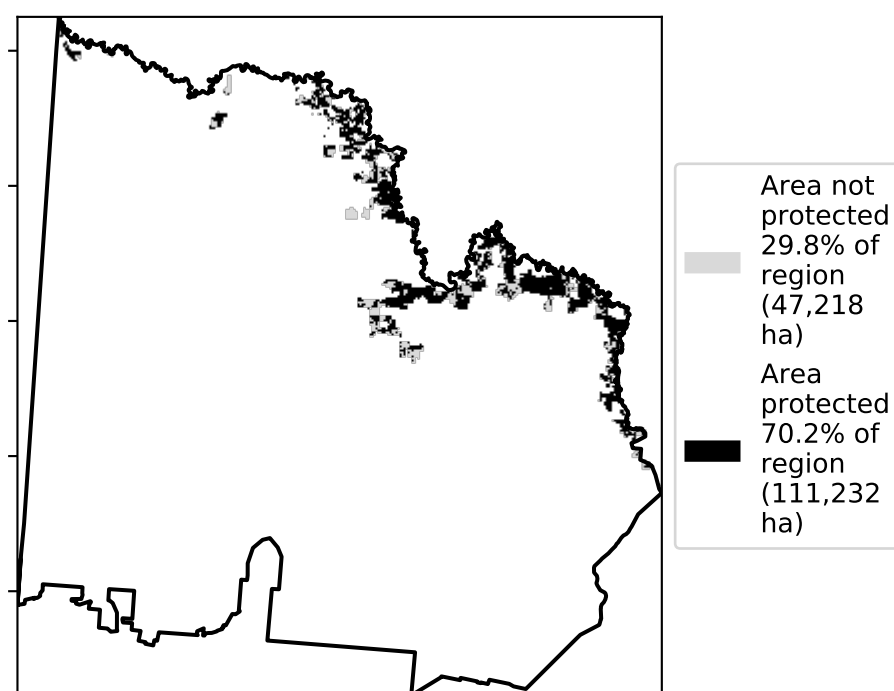 Area not
protected
29.8% of
region
(47,218
ha)
Area
protected
70.2% of
region
(111,232
ha)